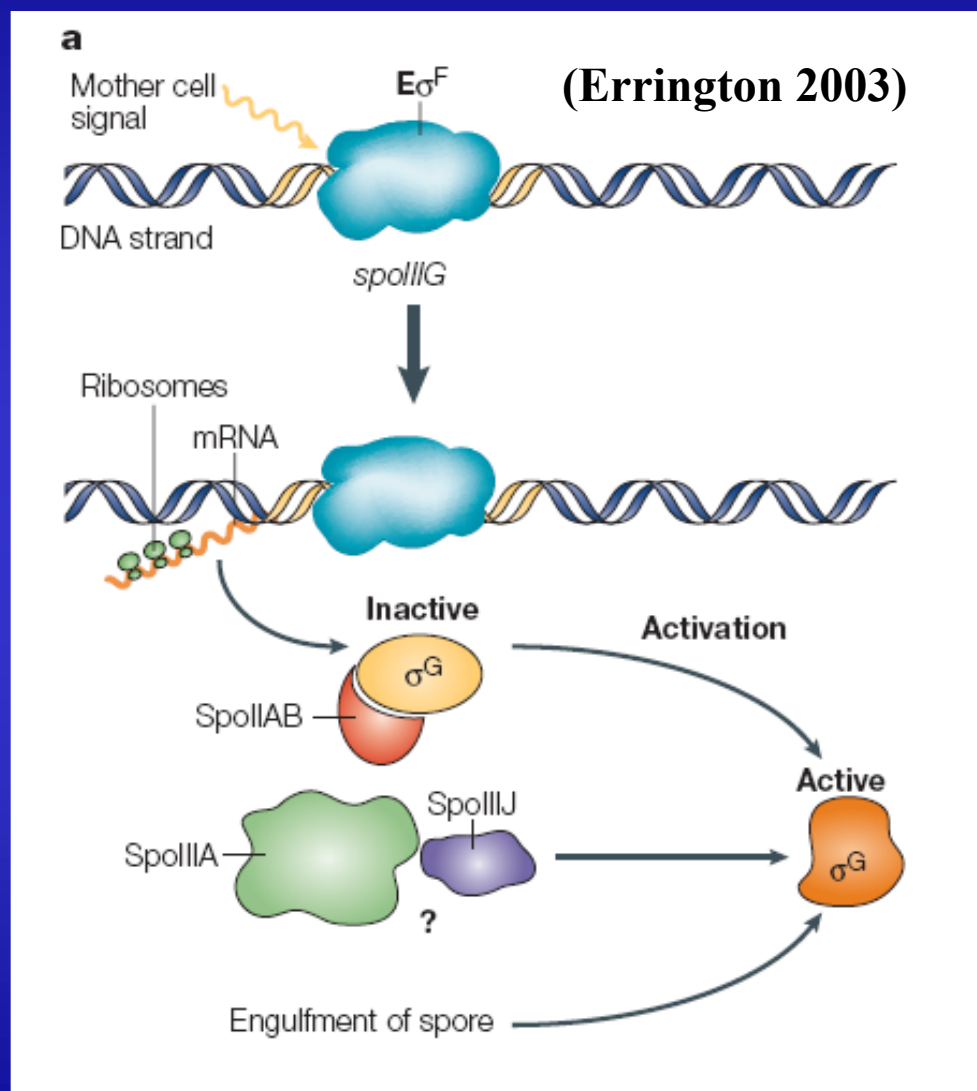 a
Mother cell
signal
EσF
(Errington 2003)
DNA strand
spoIIIG
Ribosomes
mRNA
Inactive
Activation
σG
SpoIIAB
Active
SpoIIIJ
SpoIIIA
σG
?
Engulfment of spore